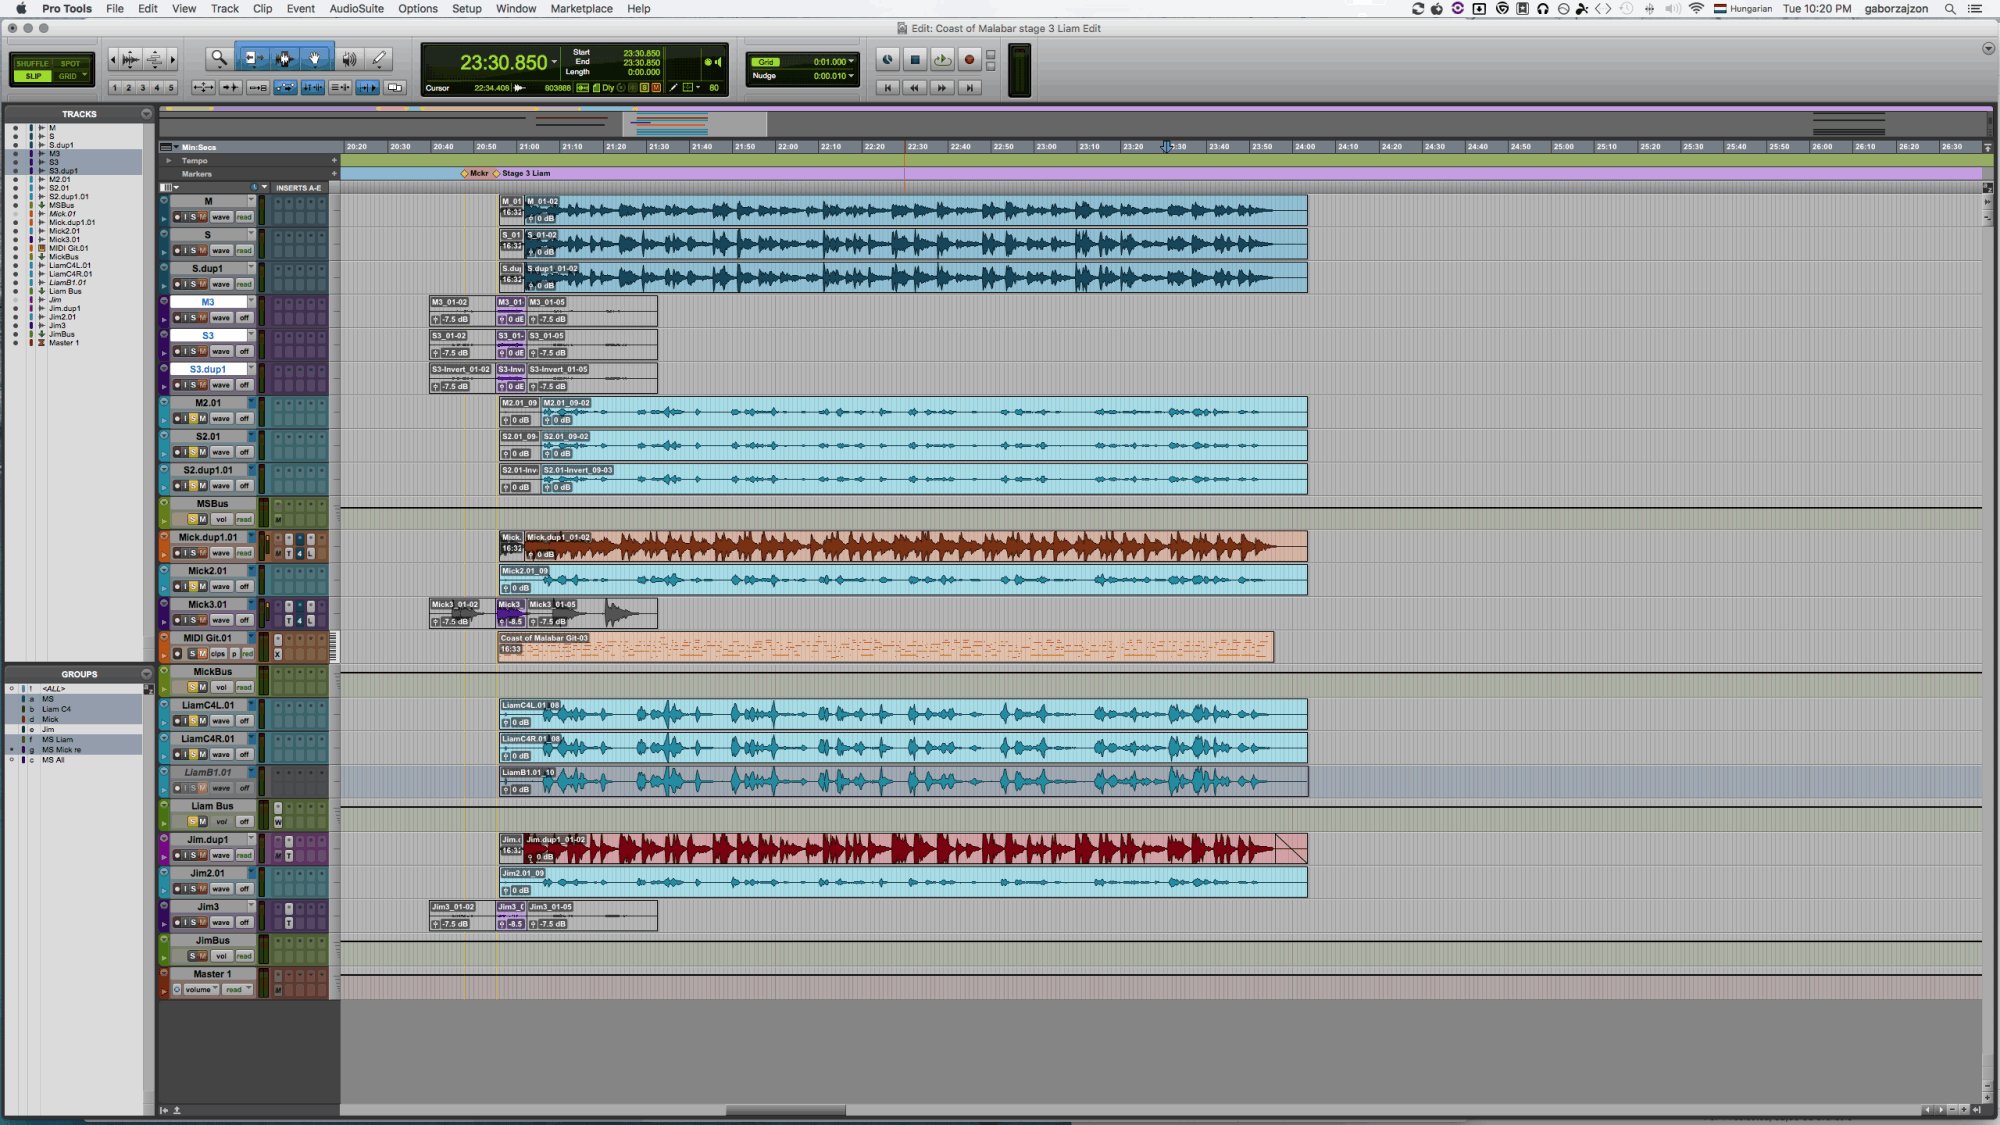 Pro Tools File Edit View Track Clip Event AudioSuite Options Setup Window Marketplace Help Hungarian Tue 10:20 PM gaborzajzon
Edit: Coast of Malabar stage 3 Liam Edit
SHUFFLE SPOT
SLIP GRID
1 2 3 4 5
23:30.850
Start 23:30.850
End 23:30.850
Length 0:00.000
Cursor 22:34.408 803688 Dly S M 80
Grid 0:01.000
Nudge 0:00.010
TRACKS
M
S
S.dup1
M3
S3
S3.dup1
M2.01
S2.01
S2.dup1.01
MSBus
Mick.01
Mick.dup1.01
Mick2.01
Mick3.01
MIDI Git.01
MickBus
LiamC4L.01
LiamC4R.01
LiamB1.01
Liam Bus
Jim
Jim.dup1
Jim2.01
Jim3
JimBus
Master 1
GROUPS
! <ALL>
a MS
b Liam C4
d Mick
e Jim
f MS Liam
g MS Mick re
c MS All
Min:Secs 20:20 20:30 20:40 20:50 21:00 21:10 21:20 21:30 21:40 21:50 22:00 22:10 22:20 22:30 22:40 22:50 23:00 23:10 23:20 23:30 23:40 23:50 24:00 24:10 24:20 24:30 24:40 24:50 25:00 25:10 25:20 25:30 25:40 25:50 26:00 26:10 26:20 26:30
Tempo
Markers Mckr Stage 3 Liam
INSERTS A-E
M M_01 M_01-02
I S M wave read 16:32 0 dB
S S_01 S_01-02
I S M wave read 16:32 0 dB
S.dup1 S.dup S.dup1_01-02
I S M wave read 16:32 0 dB
M3 M3_01-02 M3_01- M3_01-05
I S M wave off -7.5 dB 0 dE -7.5 dB
S3 S3_01-02 S3_01- S3_01-05
I S M wave off -7.5 dB 0 dE -7.5 dB
S3.dup1 S3-Invert_01-02 S3-Inv S3-Invert_01-05
I S M wave off -7.5 dB 0 dE -7.5 dB
M2.01 M2.01_09 M2.01_09-02
I S M wave off 0 dB 0 dB
S2.01 S2.01_09- S2.01_09-02
I S M wave off 0 dB 0 dB
S2.dup1.01 S2.01-Inv S2.01-Invert_09-03
I S M wave off 0 dB 0 dB
MSBus
S M vol read M
Mick.dup1.01 Mick. Mick.dup1_01-02
I S M wave read M T 4 L 16:32 0 dB
Mick2.01 Mick2.01_09
I S M wave off 0 dB
Mick3.01 Mick3_01-02 Mick3_ Mick3_01-05
I S M wave off T 4 L -7.5 dB -8.5 -7.5 dB
MIDI Git.01 Coast of Malabar Git-03
S M clips p red X 16:33
MickBus
S M vol read
LiamC4L.01 LiamC4L.01_08
I S M wave off 0 dB
LiamC4R.01 LiamC4R.01_08
I S M wave off 0 dB
LiamB1.01 LiamB1.01_10
I S M wave off 0 dB
Liam Bus
S M vol off W
Jim.dup1 Jim. Jim.dup1_01-02
I S M wave read M T 16:32 0 dB
Jim2.01 Jim2.01_09
I S M wave off 0 dB
Jim3 Jim3_01-02 Jim3_0 Jim3_01-05
I S M wave off T -7.5 dB -8.5 -7.5 dB
JimBus
S M vol read
Master 1
volume read M